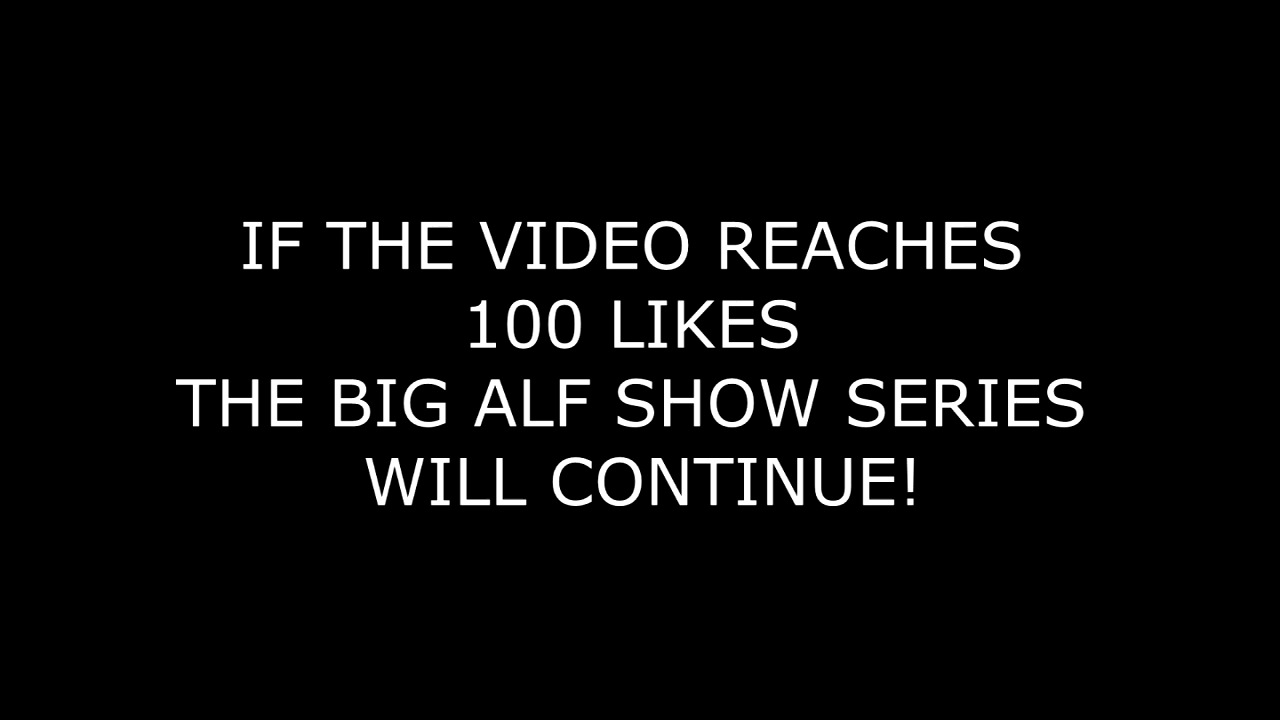 IF THE VIDEO REACHES
100 LIKES
THE BIG ALF SHOW SERIES
WILL CONTINUE!